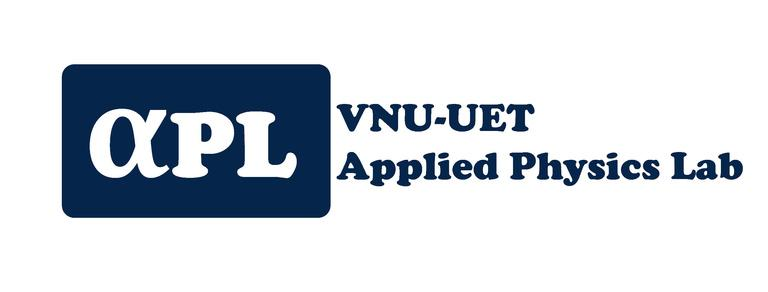 αPL
VNU-UET
Applied Physics Lab